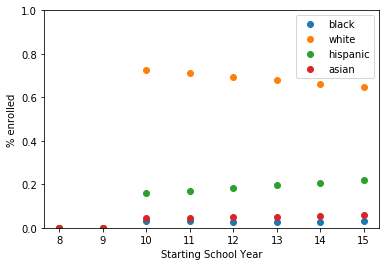 1.0
0.8
0.6
0.4
0.2
0.0
% enrolled
black
white
hispanic
asian
8 9 10 11 12 13 14 15
Starting School Year